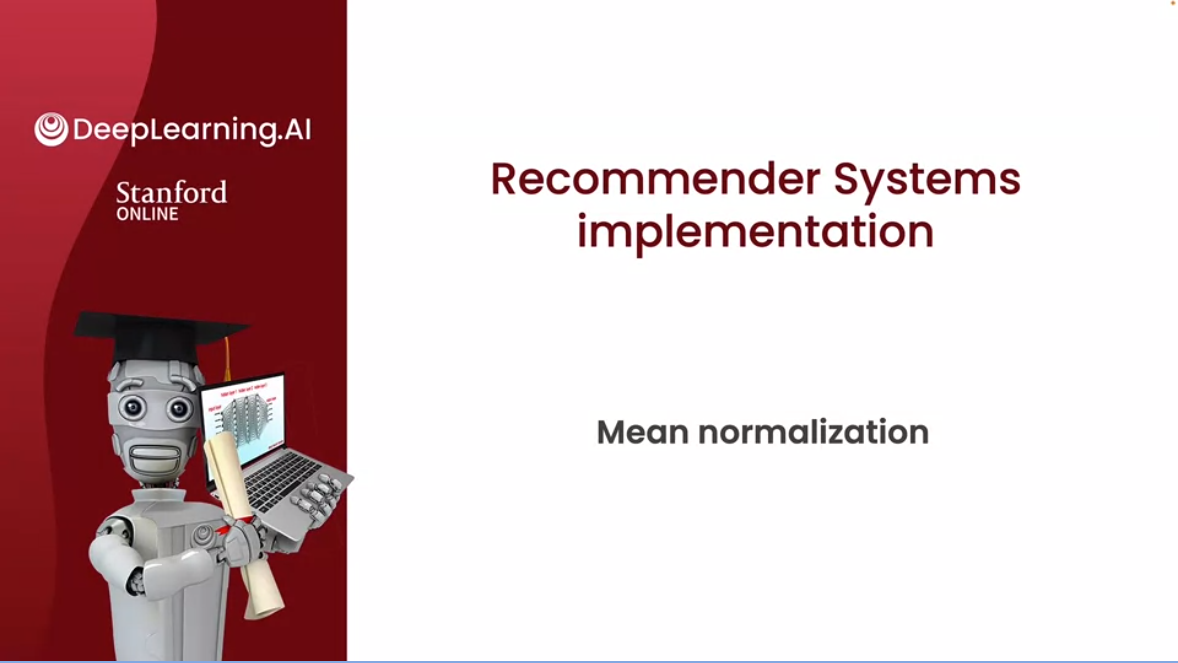 DeepLearning.AI
Stanford
ONLINE
Recommender Systems
implementation
Mean normalization